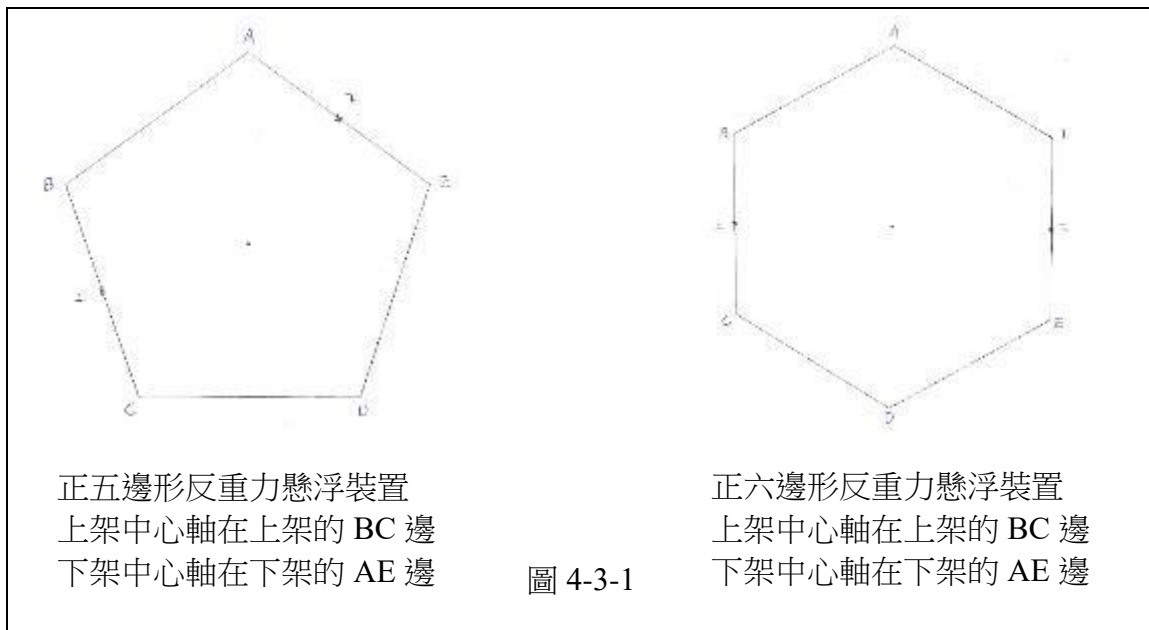 A
B
E
C
D
A
B
C
E
D
正五邊形反重力懸浮裝置
上架中心軸在上架的 BC 邊
下架中心軸在下架的 AE 邊
正六邊形反重力懸浮裝置
上架中心軸在上架的 BC 邊
下架中心軸在下架的 AE 邊
圖 4-3-1